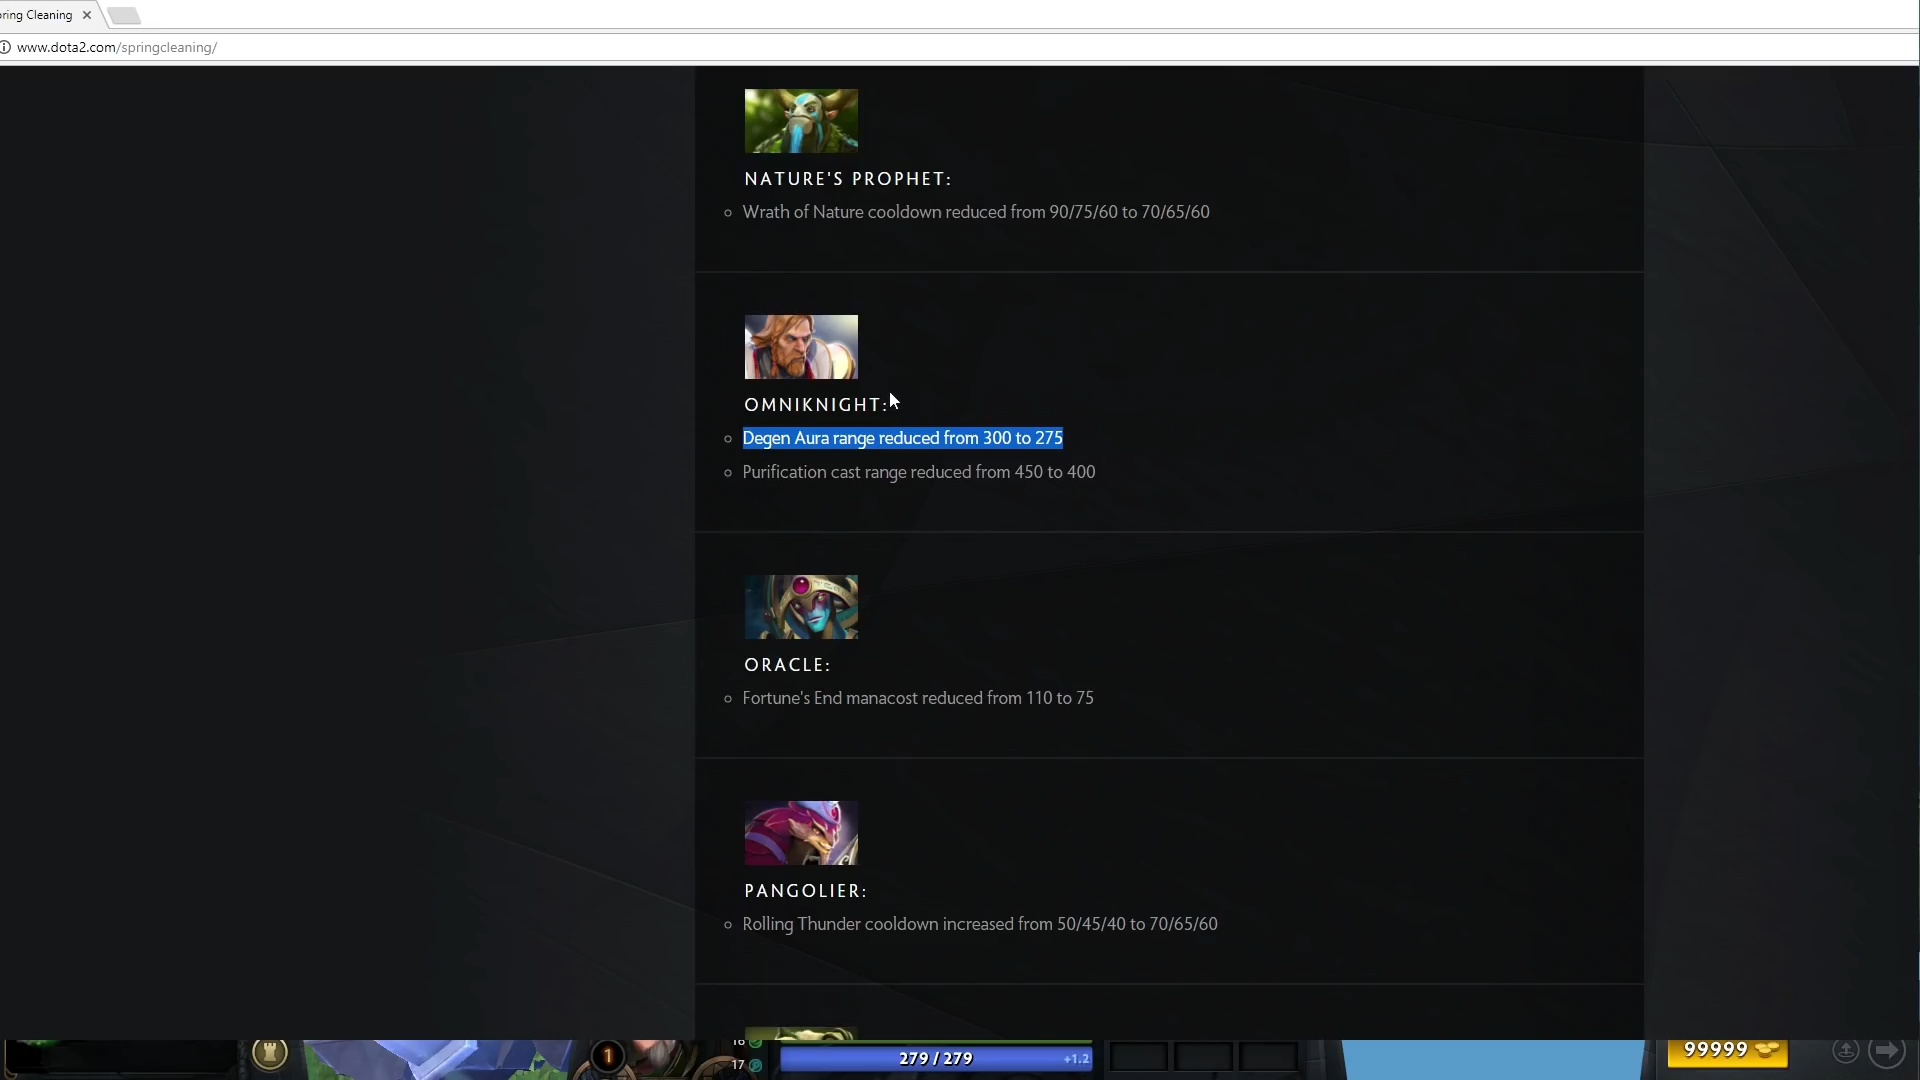 pring Cleaning
www.dota2.com/springcleaning/
NATURE'S PROPHET:
Wrath of Nature cooldown reduced from 90/75/60 to 70/65/60
OMNIKNIGHT:
Degen Aura range reduced from 300 to 275
Purification cast range reduced from 450 to 400
ORACLE:
Fortune's End manacost reduced from 110 to 75
PANGOLIER:
Rolling Thunder cooldown increased from 50/45/40 to 70/65/60
1
16
17
279 / 279
+1.2
99999